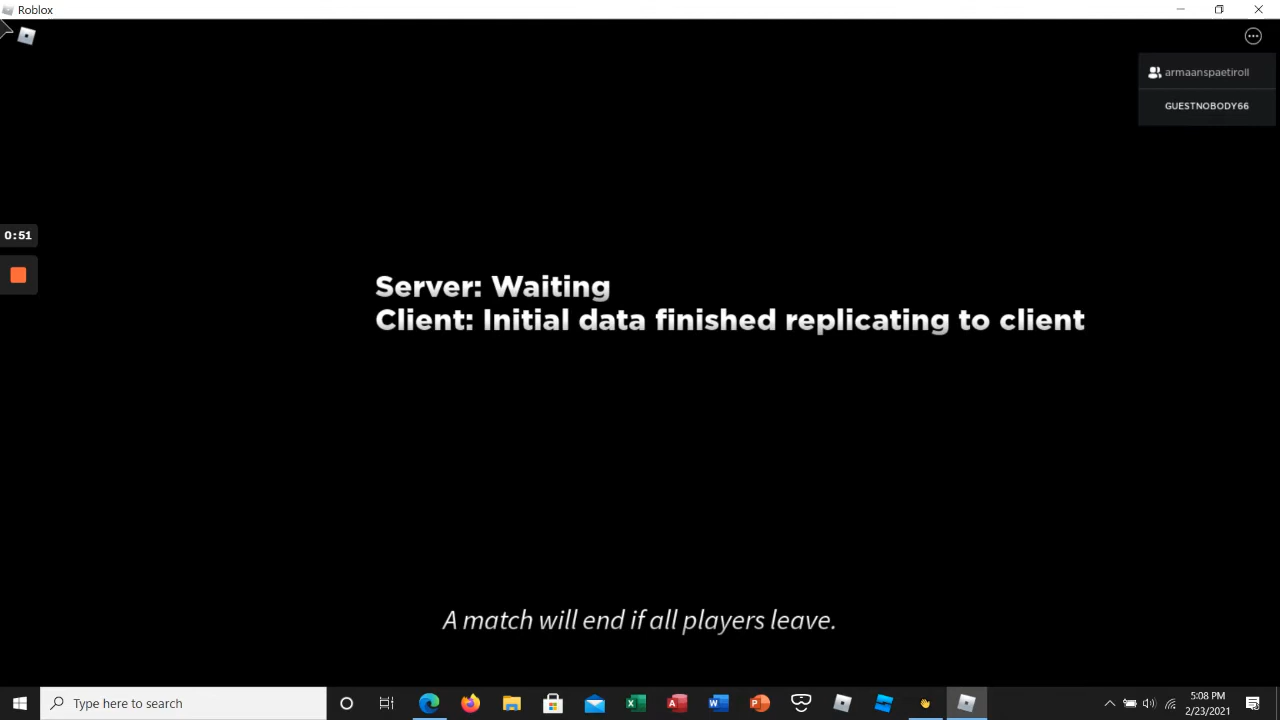 Roblox
armaanspaetiroll
GUESTNOBODY66
0:51
Server: Waiting
Client: Initial data finished replicating to client
A match will end if all players leave.
Type here to search
5:08 PM
2/23/2021